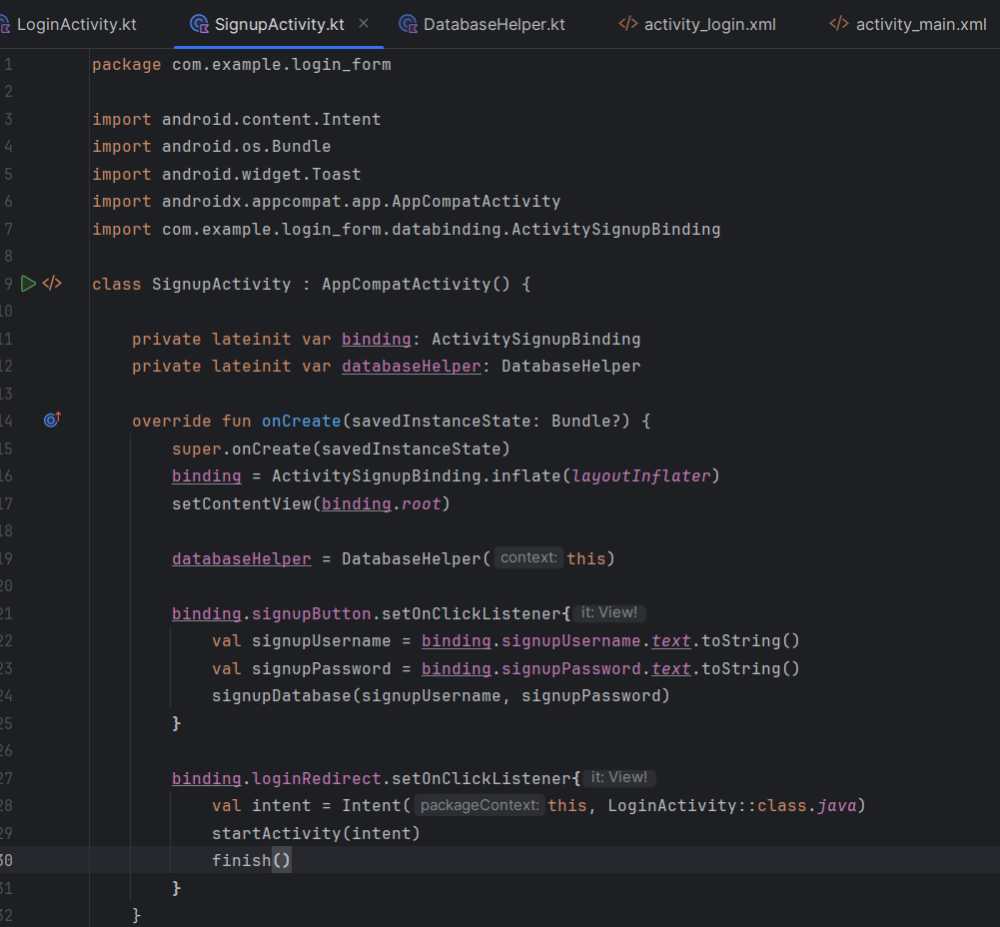 LoginActivity.kt SignupActivity.kt × DatabaseHelper.kt </> activity_login.xml </> activity_main.xml
1 package com.example.login_form
2
3 import android.content.Intent
4 import android.os.Bundle
5 import android.widget.Toast
6 import androidx.appcompat.app.AppCompatActivity
7 import com.example.login_form.databinding.ActivitySignupBinding
8
9 </> class SignupActivity : AppCompatActivity() {
10
11 private lateinit var binding: ActivitySignupBinding
12 private lateinit var databaseHelper: DatabaseHelper
13
14 override fun onCreate(savedInstanceState: Bundle?) {
15 super.onCreate(savedInstanceState)
16 binding = ActivitySignupBinding.inflate(layoutInflater)
17 setContentView(binding.root)
18
19 databaseHelper = DatabaseHelper( context: this)
20
21 binding.signupButton.setOnClickListener{ it: View!
22 val signupUsername = binding.signupUsername.text.toString()
23 val signupPassword = binding.signupPassword.text.toString()
24 signupDatabase(signupUsername, signupPassword)
25 }
26
27 binding.loginRedirect.setOnClickListener{ it: View!
28 val intent = Intent( packageContext: this, LoginActivity::class.java)
29 startActivity(intent)
30 finish()
31 }
32 }